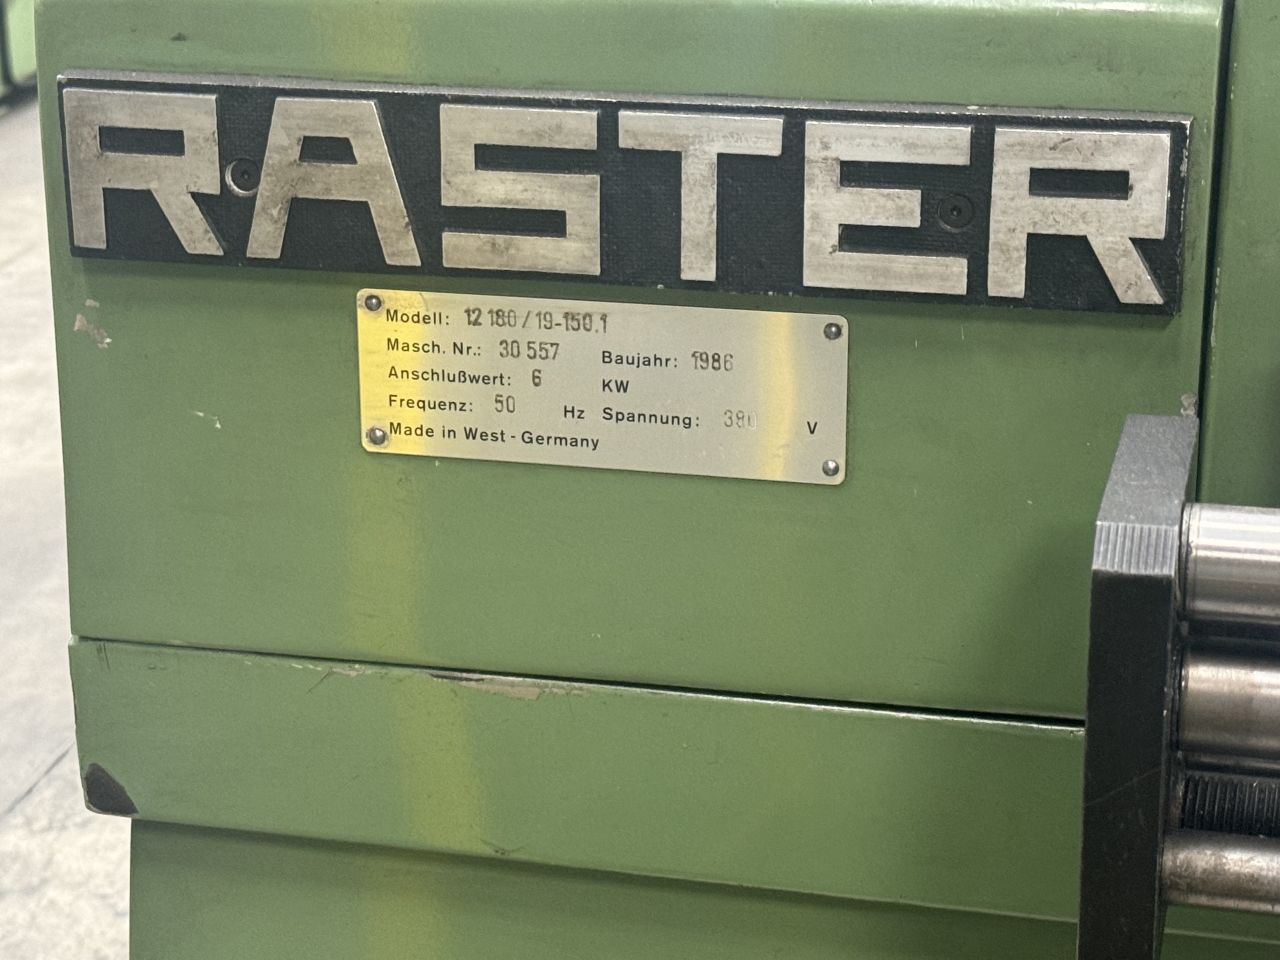 RASTER
Modell: 12 180/19-150.1
Masch. Nr.: 30 557 Baujahr: 1986
Anschlußwert: 6 KW
Frequenz: 50 Hz Spannung: 380 V
Made in West-Germany